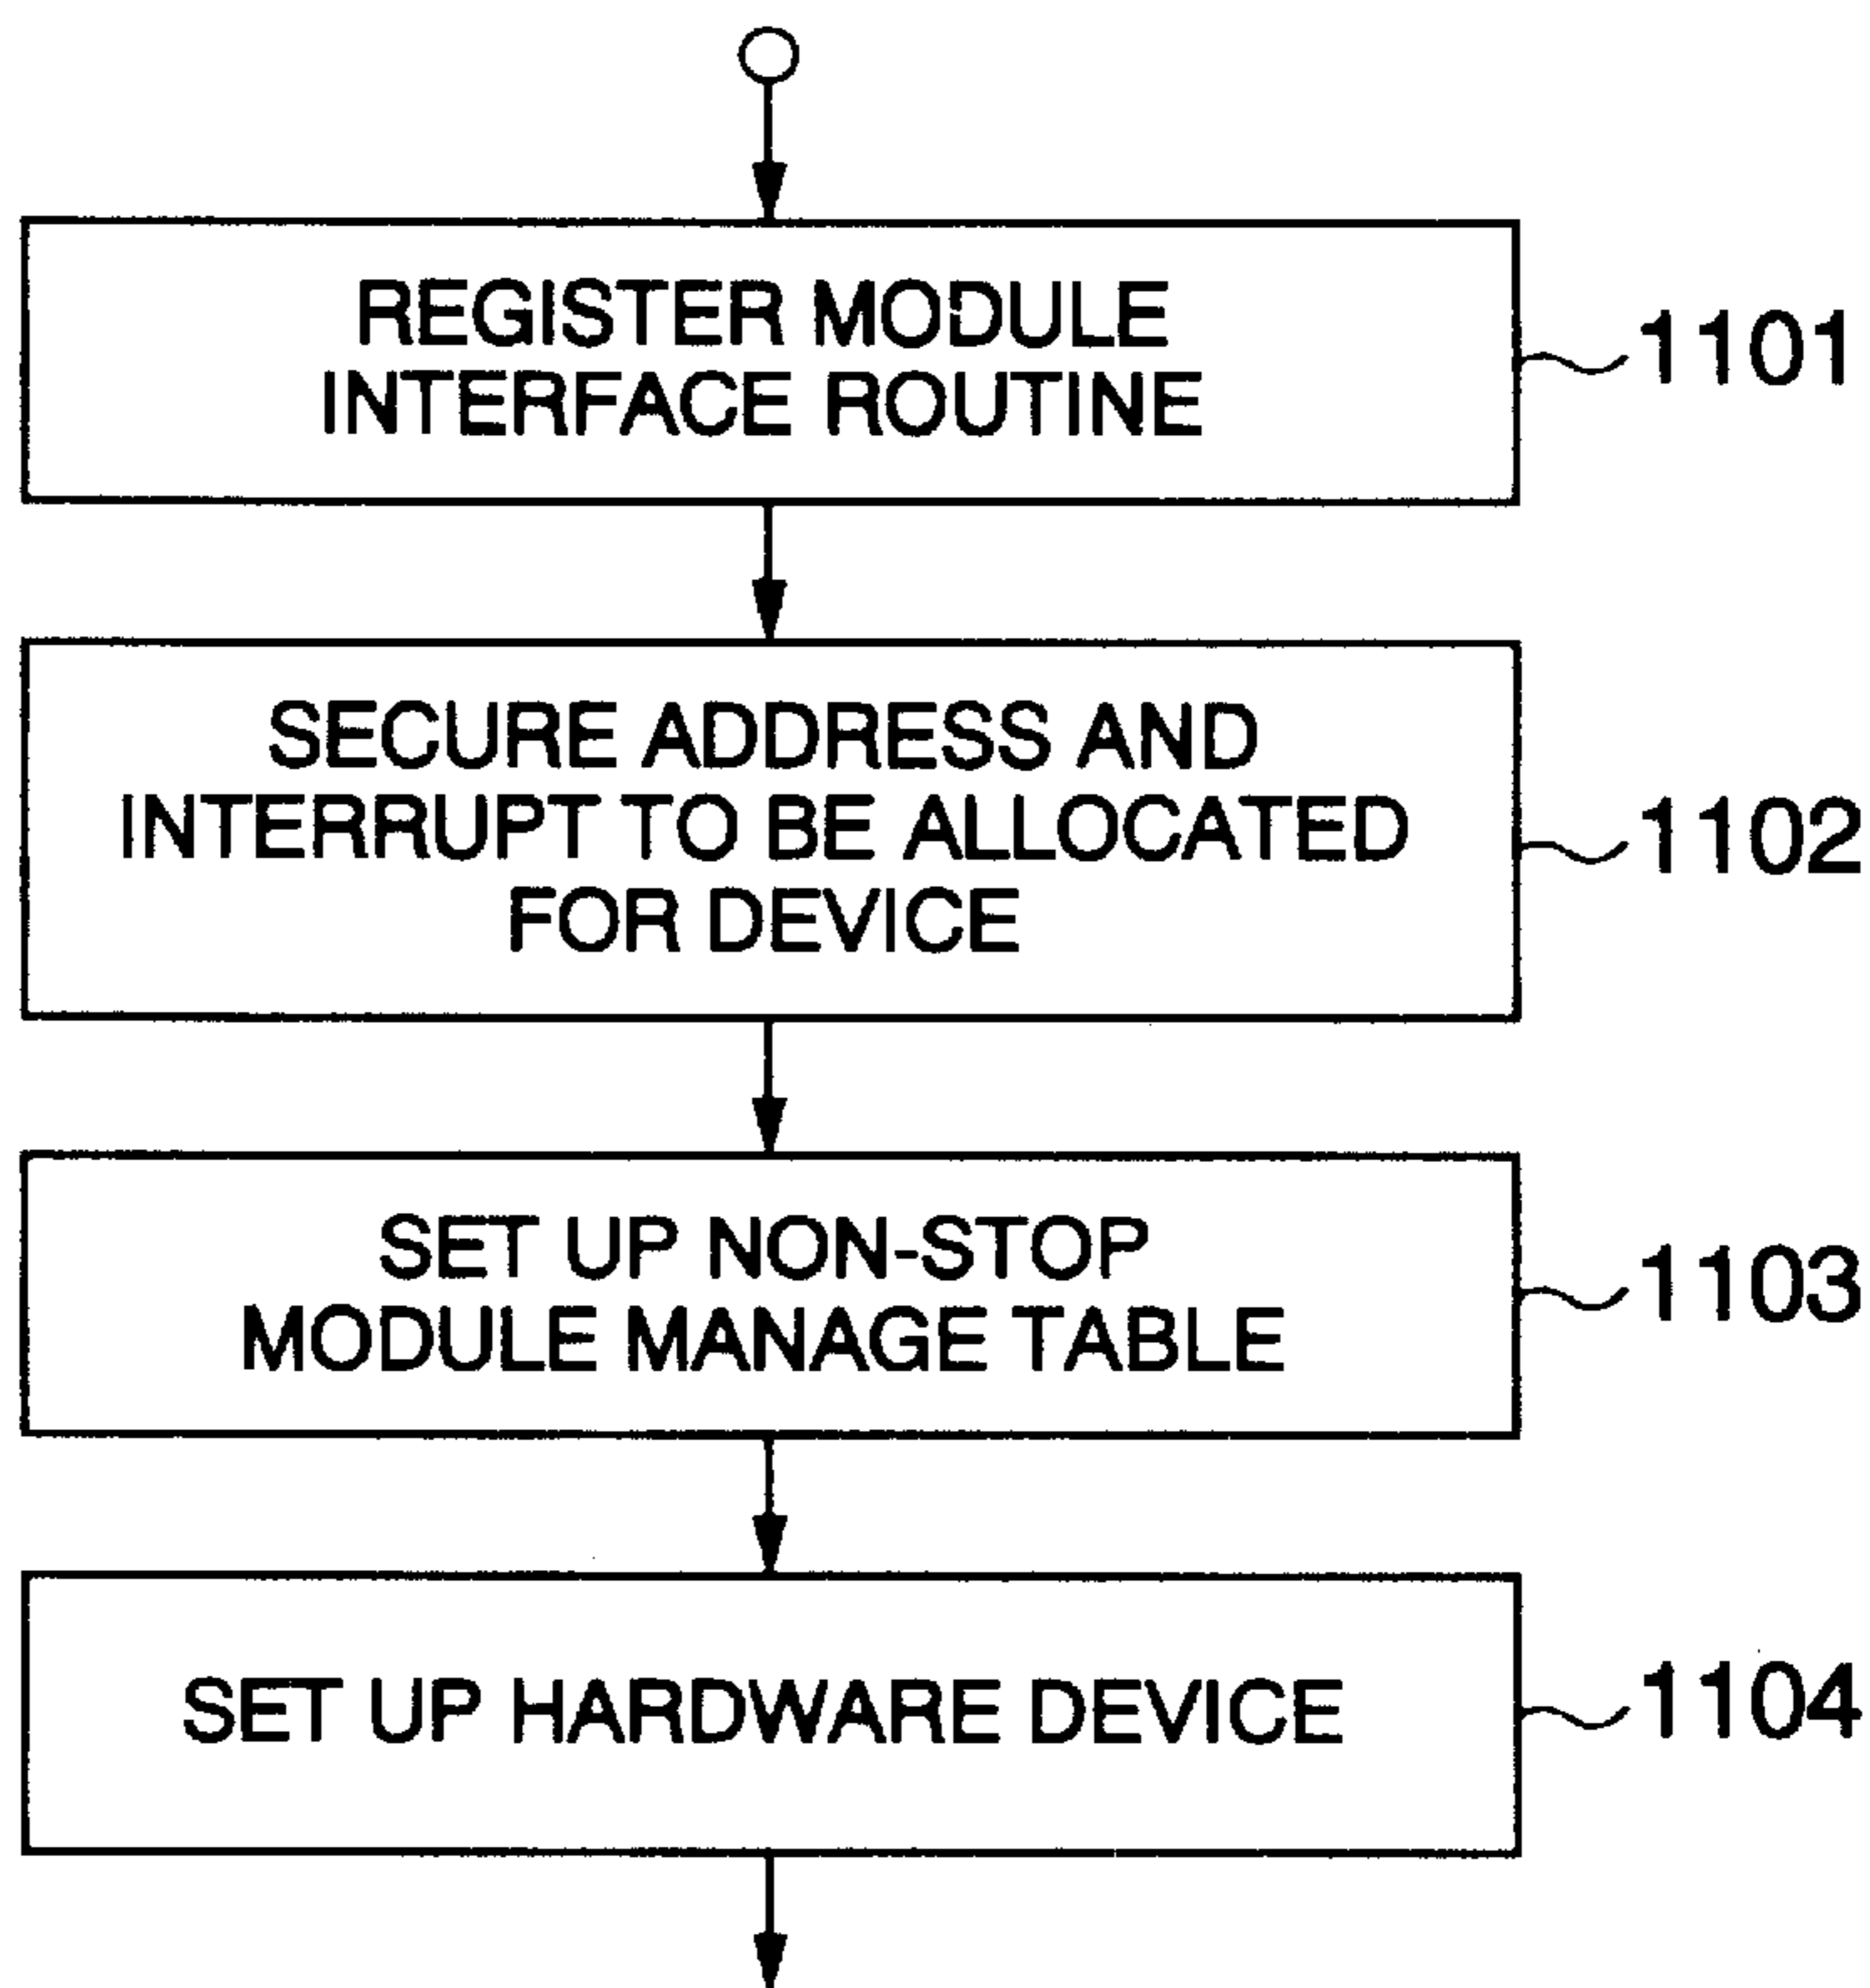 REGISTER MODULE
INTERFACE ROUTINE
1101
SECURE ADDRESS AND
INTERRUPT TO BE ALLOCATED
FOR DEVICE
1102
SET UP NON-STOP
MODULE MANAGE TABLE
1103
SET UP HARDWARE DEVICE
1104